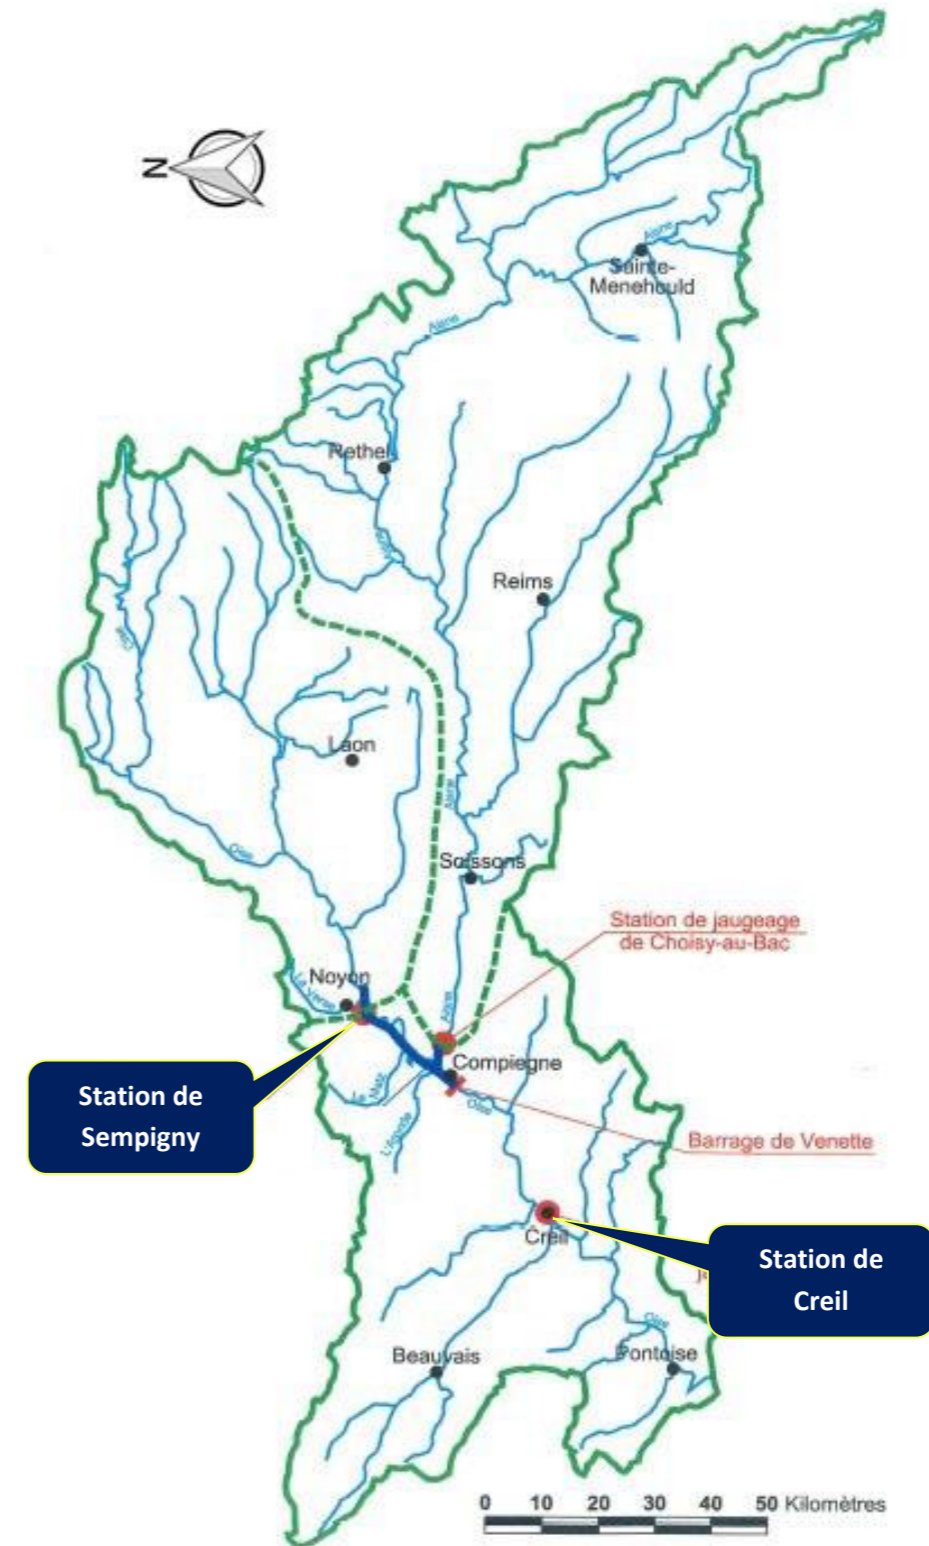 N
Aisne
Sainte-
Menehould
Aisne
Rethel
Aisne
Reims
Oise
Laon
Aisne
Oise
Soissons
Station de jaugeage
de Choisy-au-Bac
Noyon
La Verse
Aisne
Compiegne
Station de
Sempigny
Le Matz
Oise
L'Aronde
Barrage de Venette
Creil
Station de
Creil
Oise
Beauvais
Pontoise
0 10 20 30 40 50 Kilomètres